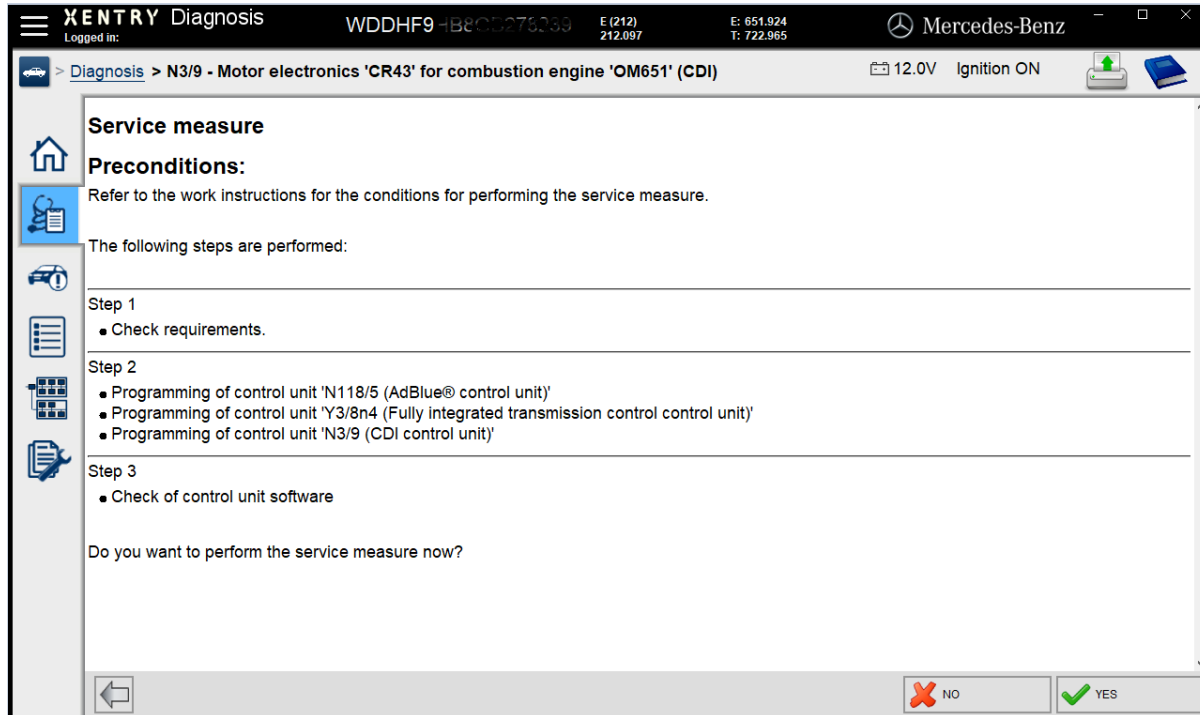 XENTRY Diagnosis
Logged in:
WDDHF9
E (212)
212.097
E: 651.924
T: 722.965
Mercedes-Benz
> Diagnosis > N3/9 - Motor electronics 'CR43' for combustion engine 'OM651' (CDI)
12.0V Ignition ON
Service measure
Preconditions:
Refer to the work instructions for the conditions for performing the service measure.
The following steps are performed:
Step 1
• Check requirements.
Step 2
• Programming of control unit 'N118/5 (AdBlue® control unit)'
• Programming of control unit 'Y3/8n4 (Fully integrated transmission control control unit)'
• Programming of control unit 'N3/9 (CDI control unit)'
Step 3
• Check of control unit software
Do you want to perform the service measure now?
NO
YES